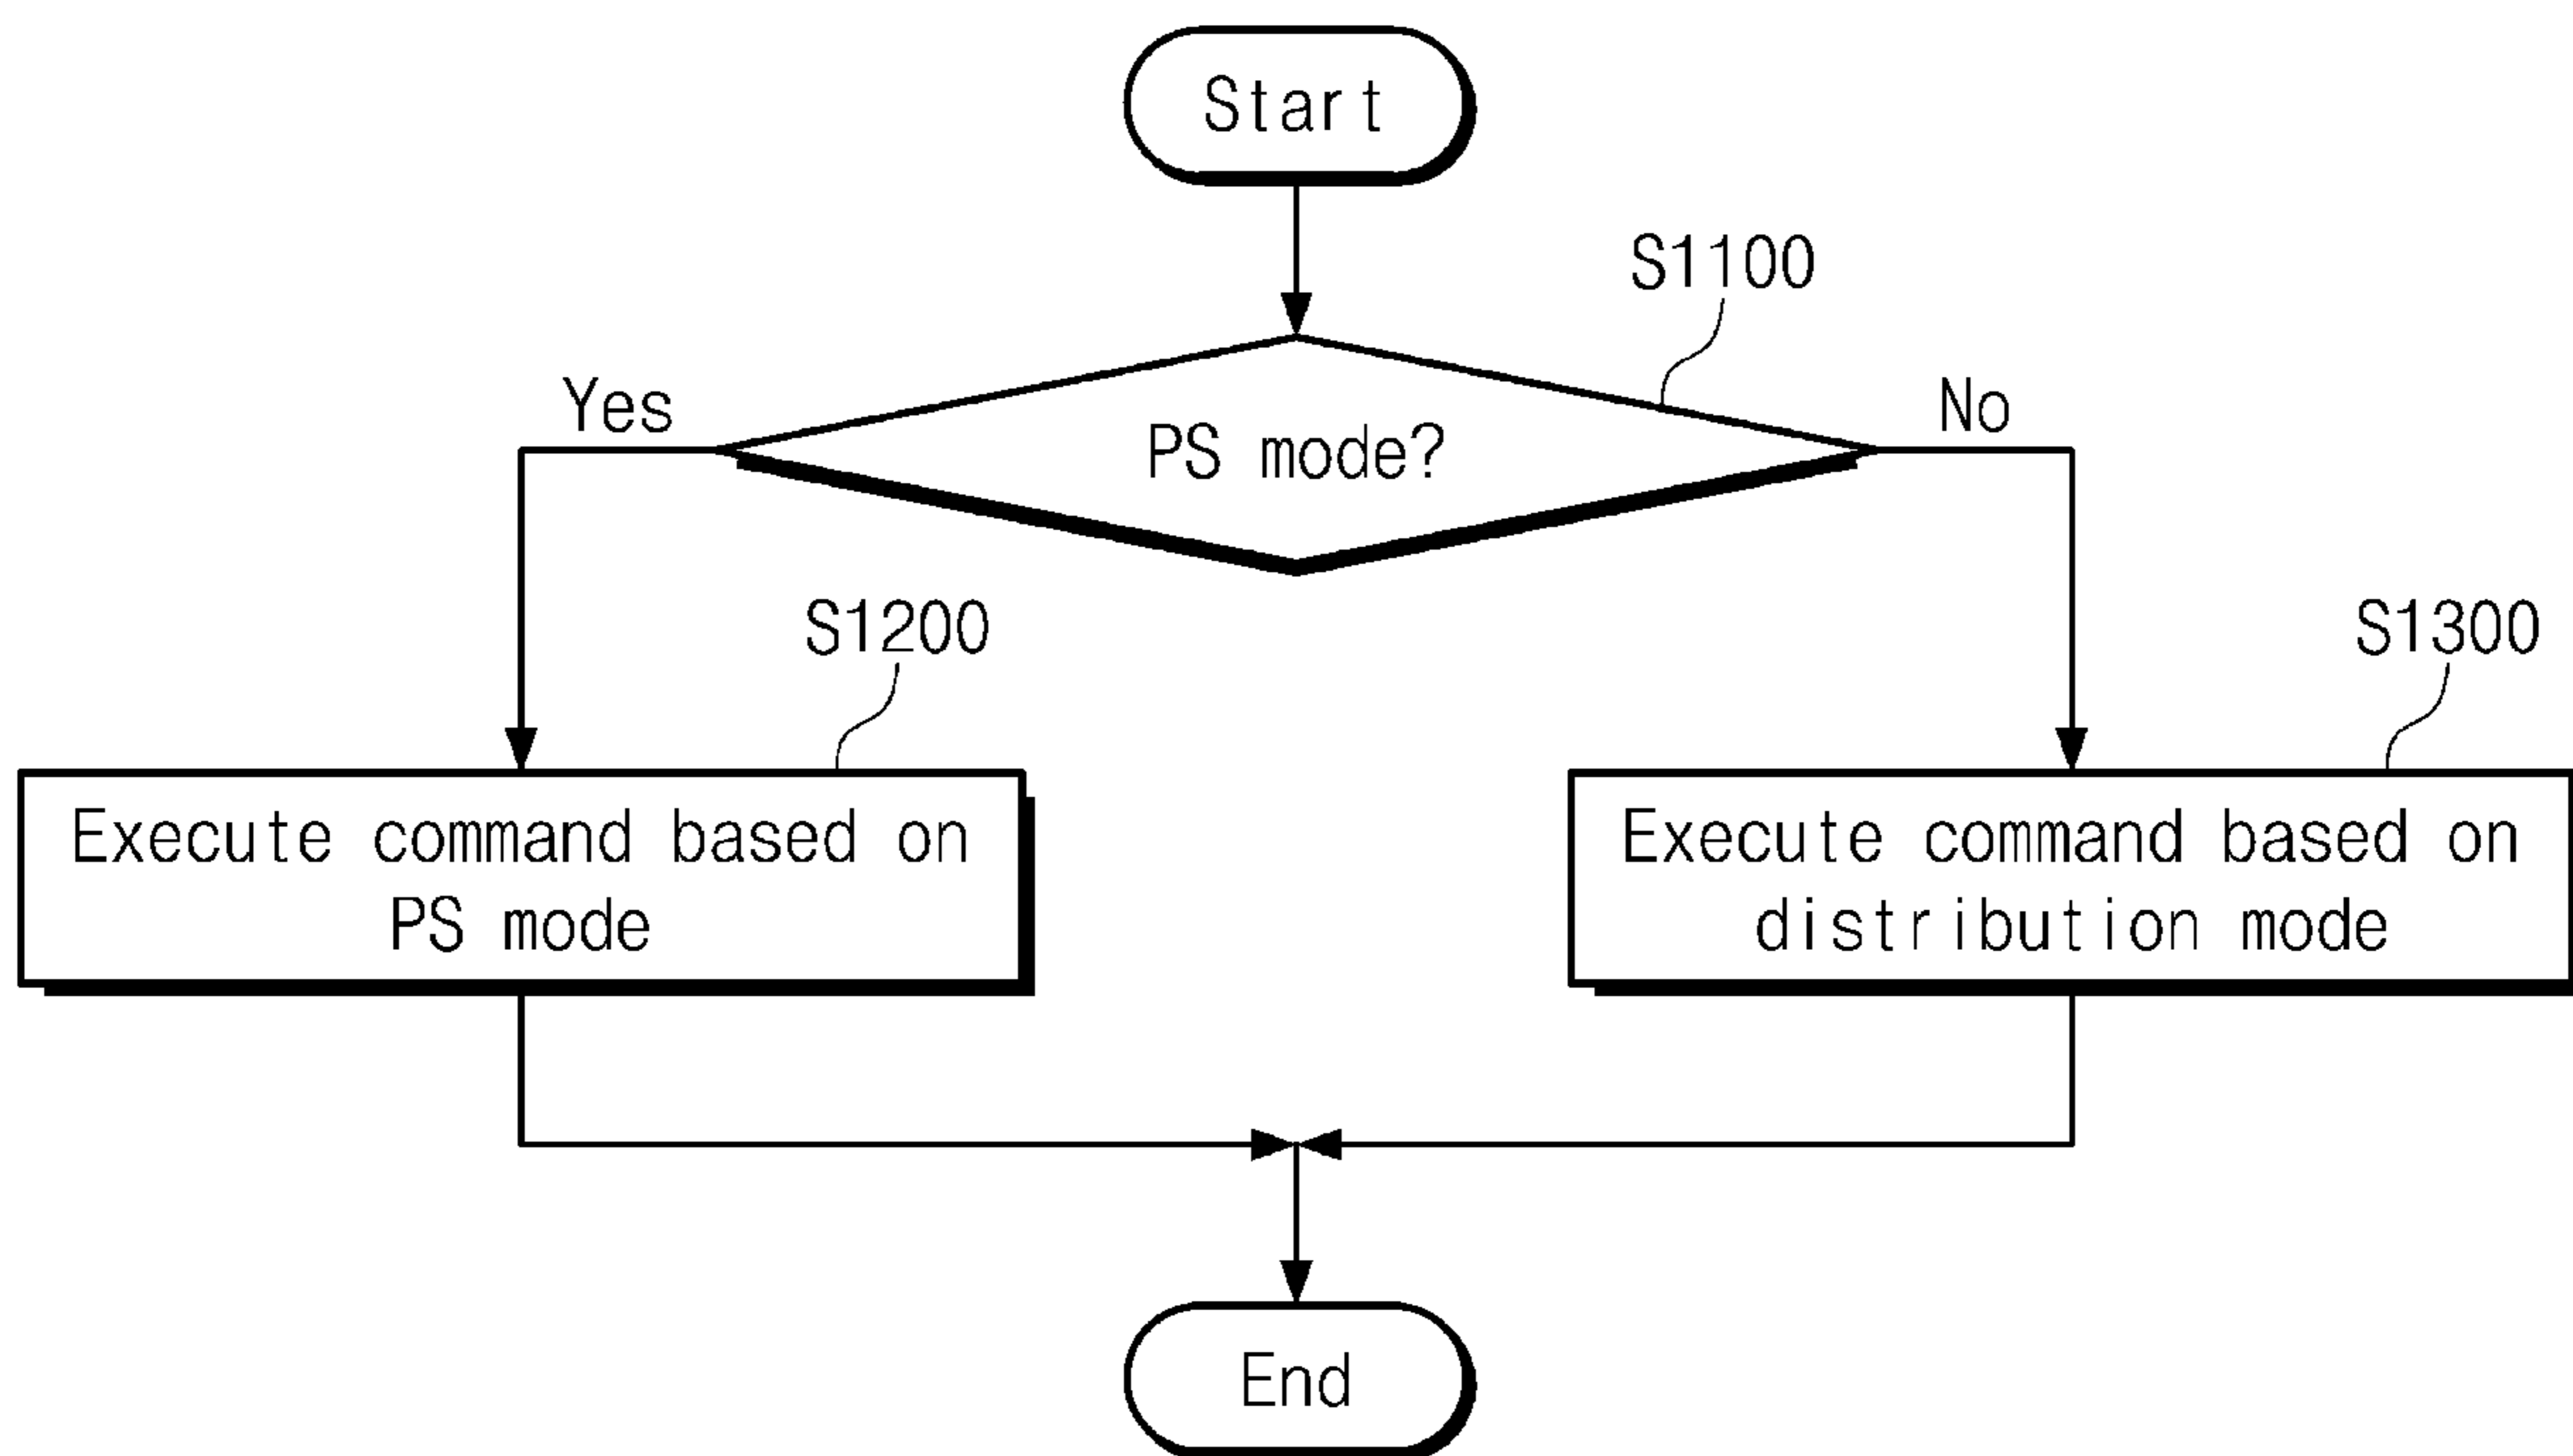 Start
S1100
Yes
PS mode?
No
S1200
S1300
Execute command based on
PS mode
Execute command based on
distribution mode
End